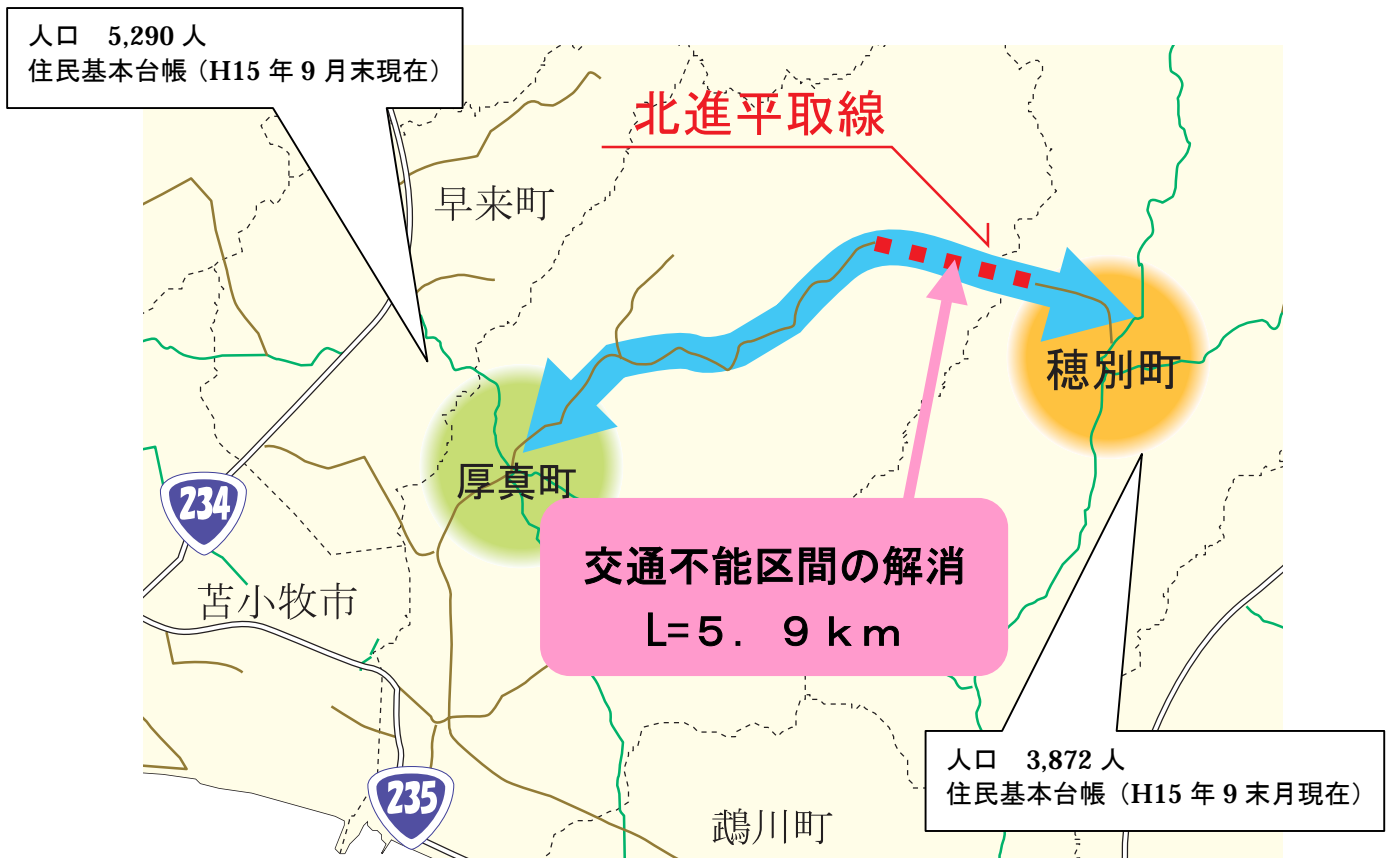 人口　5,290 人
住民基本台帳（H15 年 9 月末現在）
北進平取線
早来町
穂別町
厚真町
234
交通不能区間の解消
L=５．９ｋｍ
苫小牧市
人口　3,872 人
住民基本台帳（H15 年 9 末月現在）
235
鵡川町